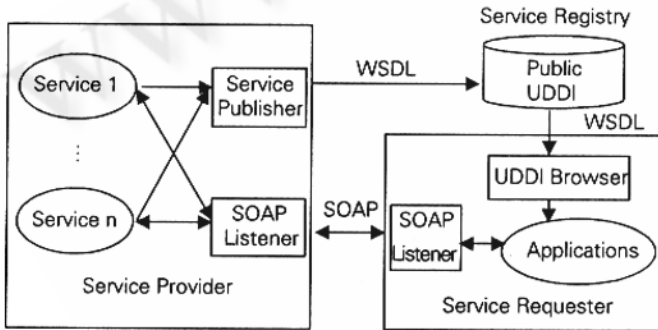 Service Registry
Service 1
Service
Publisher
WSDL
Public
UDDI
WSDL
⋮
UDDI Browser
Service n
SOAP
Listener
SOAP
SOAP
Listener
Applications
Service Provider
Service Requester